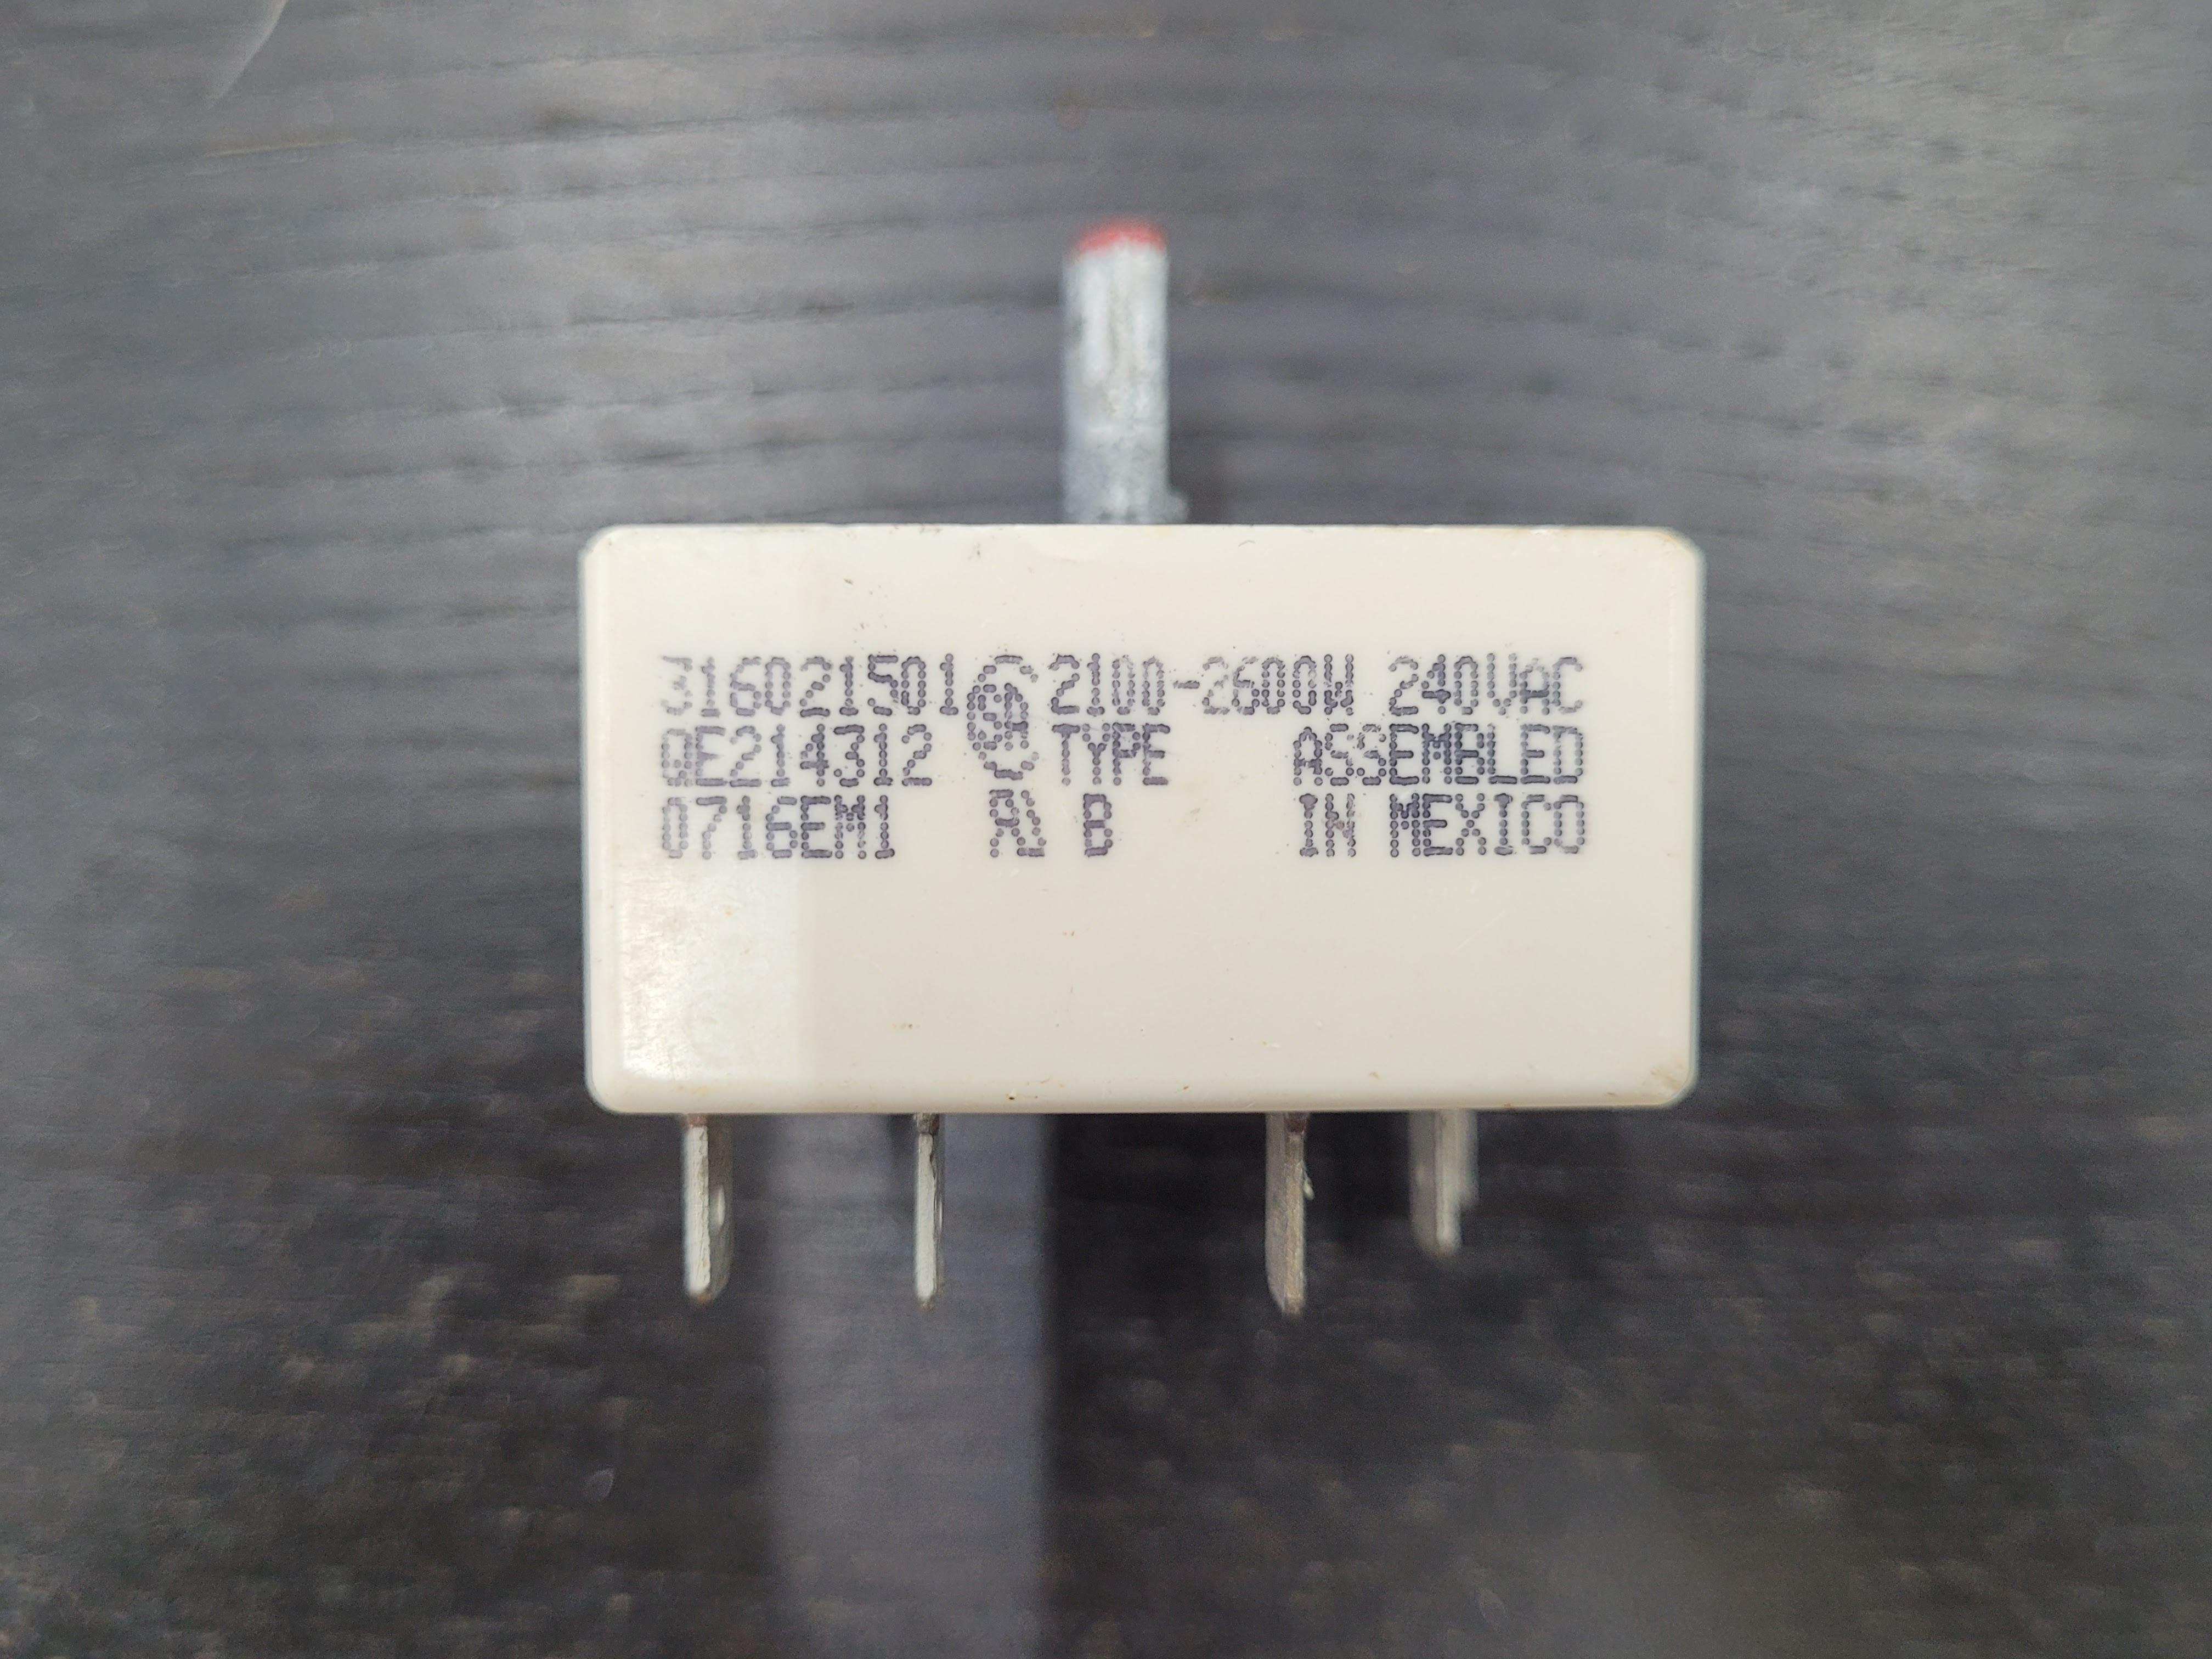 316021501 2100-2600W 240VAC
QE214312 TYPE ASSEMBLED
0716EM1 B IN MEXICO